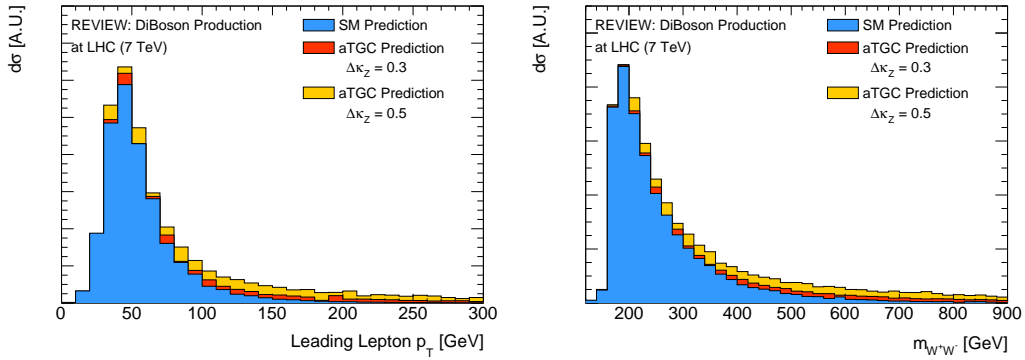 REVIEW: DiBoson Production
at LHC (7 TeV)
SM Prediction
aTGC Prediction
Δκ_Z = 0.3
aTGC Prediction
Δκ_Z = 0.5
dσ [A.U.]
0 50 100 150 200 250 300
Leading Lepton p_T [GeV]
REVIEW: DiBoson Production
at LHC (7 TeV)
SM Prediction
aTGC Prediction
Δκ_Z = 0.3
aTGC Prediction
Δκ_Z = 0.5
dσ [A.U.]
200 300 400 500 600 700 800 900
m_W⁺W⁻ [GeV]